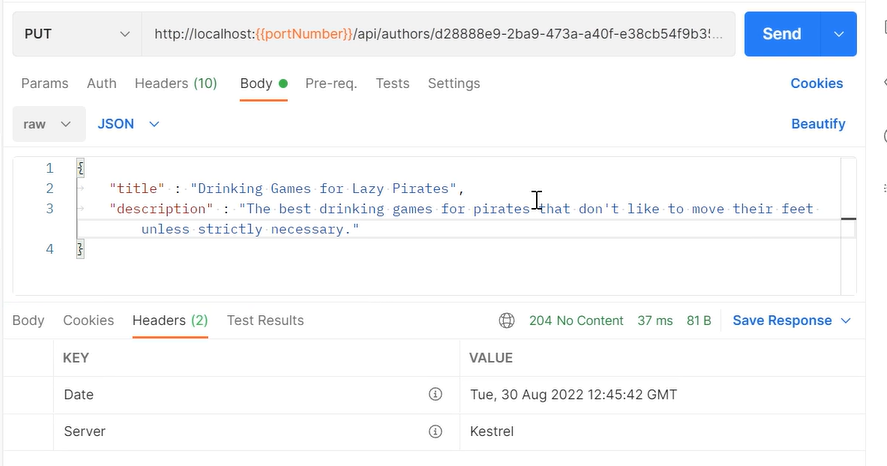 PUT http://localhost:{{portNumber}}/api/authors/d28888e9-2ba9-473a-a40f-e38cb54f9b35... Send
Params Auth Headers (10) Body Pre-req. Tests Settings Cookies
raw JSON Beautify
1 {
2 "title" : "Drinking Games for Lazy Pirates",
3 "description" : "The best drinking games for pirates that don't like to move their feet
unless strictly necessary."
4 }
Body Cookies Headers (2) Test Results 204 No Content 37 ms 81 B Save Response
KEY VALUE
Date Tue, 30 Aug 2022 12:45:42 GMT
Server Kestrel